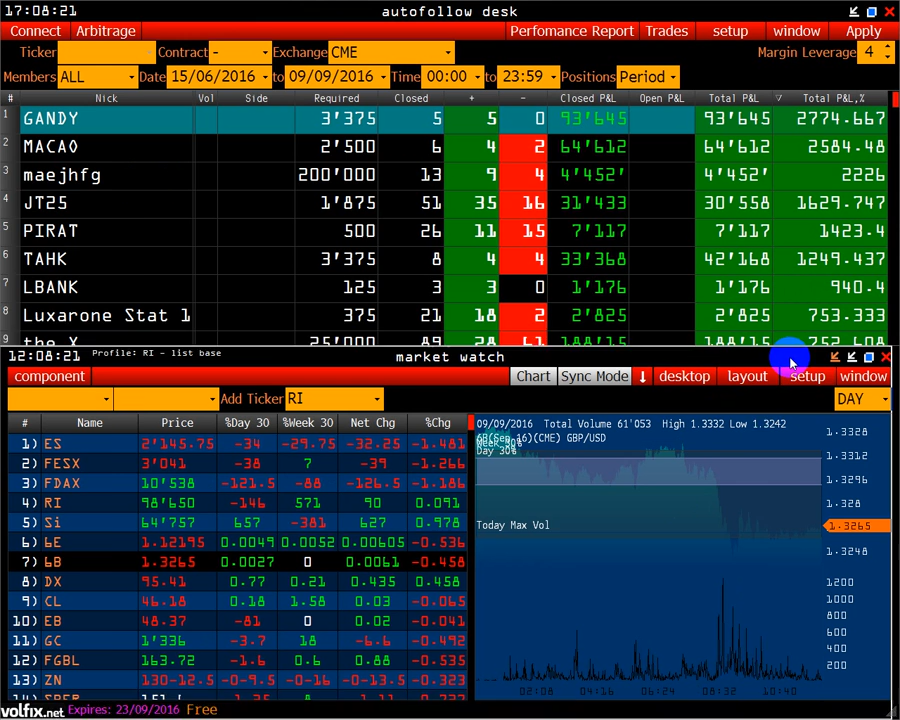 17:08:21 autofollow desk
Connect Arbitrage Perfomance Report Trades setup window Apply
Ticker Contract - Exchange CME Margin Leverage 4
Members ALL Date 15/06/2016 to 09/09/2016 Time 00:00 to 23:59 Positions Period
# Nick Vol Side Required Closed + - Closed P&L Open P&L Total P&L Total P&L,%
1 GANDY 3'375 5 5 0 93'645 93'645 2774.667
2 MACAO 2'500 6 4 2 64'612 64'612 2584.48
3 maejhfg 200'000 13 9 4 4'452' 4'452' 2226
4 JT25 1'875 51 35 16 31'433 30'558 1629.747
5 PIRAT 500 26 11 15 7'117 7'117 1423.4
6 TAHK 3'375 8 4 4 33'368 42'168 1249.437
7 LBANK 125 3 3 0 1'176 1'176 940.4
8 Luxarone Stat 1 375 21 18 2 2'825 2'825 753.333
9 the X 25'000 89 28 61 188'15' 188'15' 752.608
12:08:21 Profile: RI - list base market watch
component Chart Sync Mode desktop layout setup window
Add Ticker RI DAY
# Name Price %Day 30 %Week 30 Net Chg %Chg
1) ES 2'145.75 -34 -29.75 -32.25 -1.481
2) FESX 3'041 -38 7 -39 -1.266
3) FDAX 10'538 -121.5 -88 -126.5 -1.186
4) RI 98'650 -146 571 90 0.091
5) Si 64'757 657 -381 627 0.978
6) 6E 1.12195 0.0049 0.0052 0.00605 -0.536
7) 6B 1.3265 0.0027 0 0.0061 -0.458
8) DX 95.41 0.77 0.21 0.435 0.458
9) CL 46.18 0.18 1.58 0.03 -0.065
10) EB 48.37 -81 0 0.02 -0.041
11) GC 1'336 -3.7 18 -6.6 -0.492
12) FGBL 163.72 -1.6 0.6 0.88 -0.535
13) ZN 130-12.5 -0-9.5 -0-16 -0-13.5 -0.323
09/09/2016 Total Volume 61'053 High 1.3332 Low 1.3242
6B(Sep 16)(CME) GBP/USD
Week 30%
Day 30%
Today Max Vol
1.3328
1.3312
1.3296
1.328
1.3265
1.3248
1200
1000
800
600
400
200
02:08 04:16 06:24 08:32 10:40
volfix.net Expires: 23/09/2016 Free